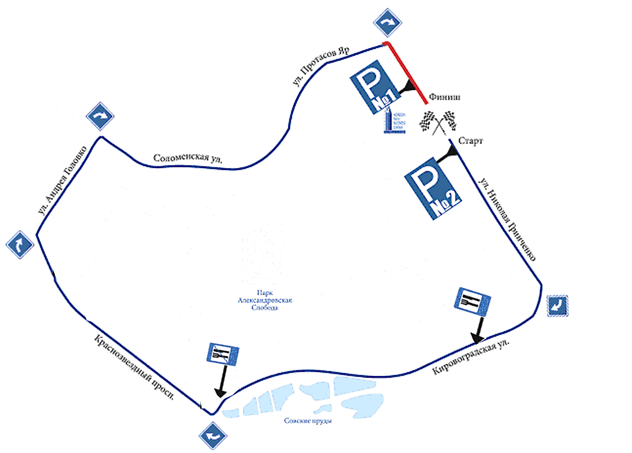 ул. Протасов Яр
P
№1
Финиш
Старт
P
№2
Соломенская ул.
ул. Андрея Головко
ул. Николая Гринченко
Парк
Александровская
Слобода
Краснозвездный просп.
Кировоградская ул.
Совские пруды